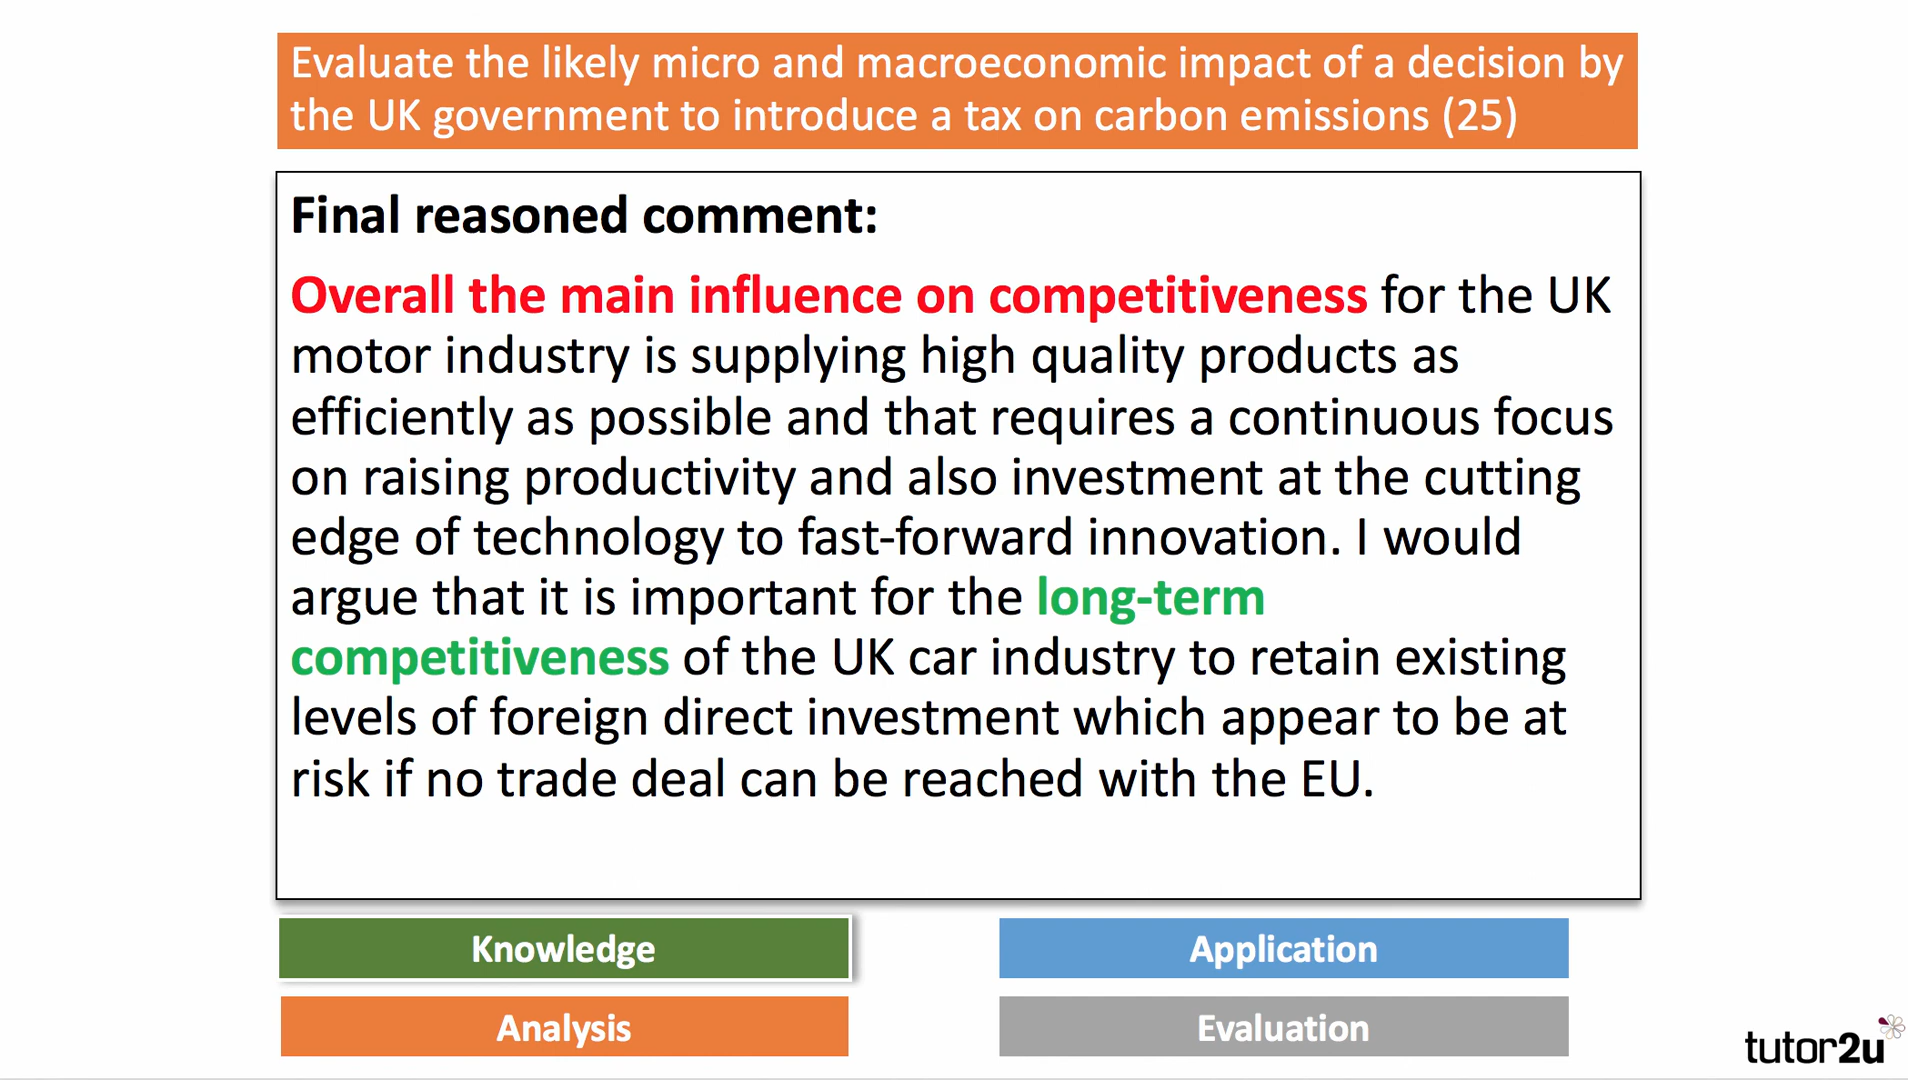 Evaluate the likely micro and macroeconomic impact of a decision by
the UK government to introduce a tax on carbon emissions (25)
Final reasoned comment:
Overall the main influence on competitiveness for the UK
motor industry is supplying high quality products as
efficiently as possible and that requires a continuous focus
on raising productivity and also investment at the cutting
edge of technology to fast-forward innovation. I would
argue that it is important for the long-term
competitiveness of the UK car industry to retain existing
levels of foreign direct investment which appear to be at
risk if no trade deal can be reached with the EU.
Knowledge
Application
Analysis
Evaluation
tutor2u